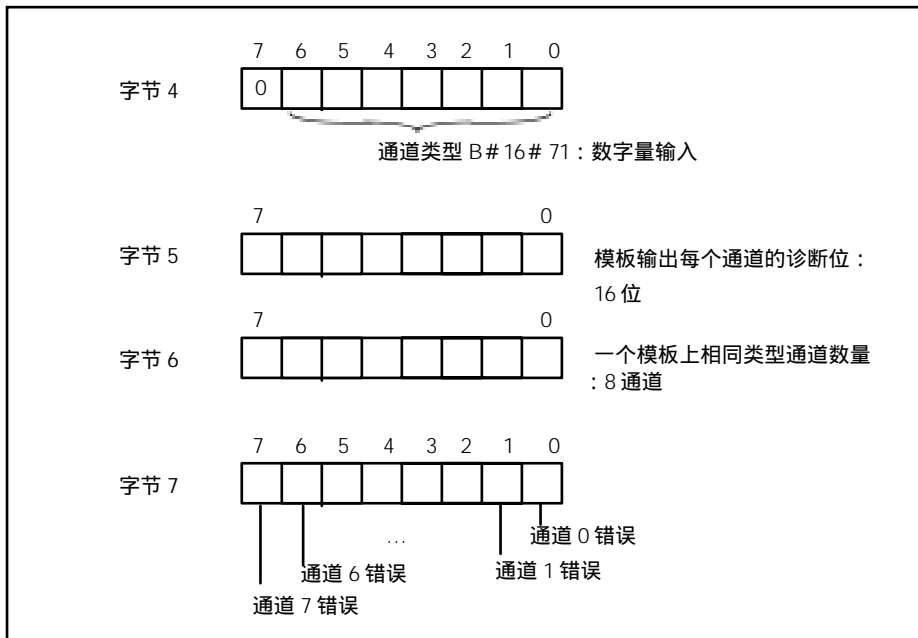 7 6 5 4 3 2 1 0
字节 4
0
通道类型 B#16# 71：数字量输入
7 0
字节 5
模板输出每个通道的诊断位：
16 位
7 0
字节 6
一个模板上相同类型通道数量
：8 通道
7 6 5 4 3 2 1 0
字节 7
通道 0 错误
…
通道 6 错误 通道 1 错误
通道 7 错误